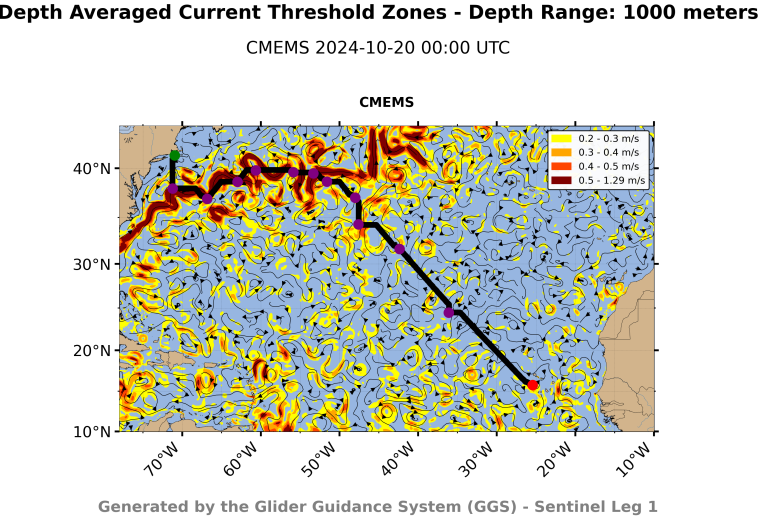 Depth Averaged Current Threshold Zones - Depth Range: 1000 meters
CMEMS 2024-10-20 00:00 UTC
CMEMS
0.2 - 0.3 m/s
0.3 - 0.4 m/s
0.4 - 0.5 m/s
0.5 - 1.29 m/s
40°N
30°N
20°N
10°N
70°W 60°W 50°W 40°W 30°W 20°W 10°W
Generated by the Glider Guidance System (GGS) - Sentinel Leg 1